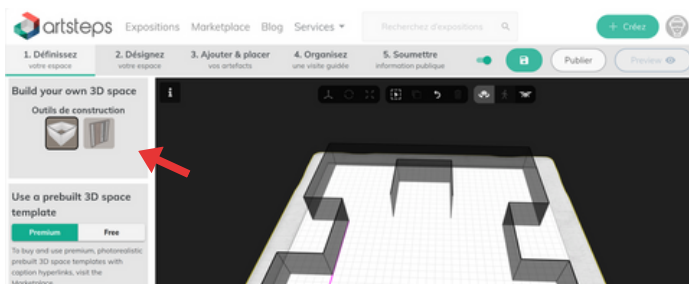 artsteps
Expositions Marketplace Blog Services
Recherchez d'expositions
+ Créez
1. Définissez
votre espace
2. Désignez
votre espace
3. Ajouter & placer
vos artefacts
4. Organisez
une visite guidée
5. Soumettre
information publique
Publier
Preview
Build your own 3D space
Outils de construction
i
Use a prebuilt 3D space
template
Premium Free
To buy and use premium, photorealistic
prebuilt 3D space templates with
caption hyperlinks, visit the
Marketplace